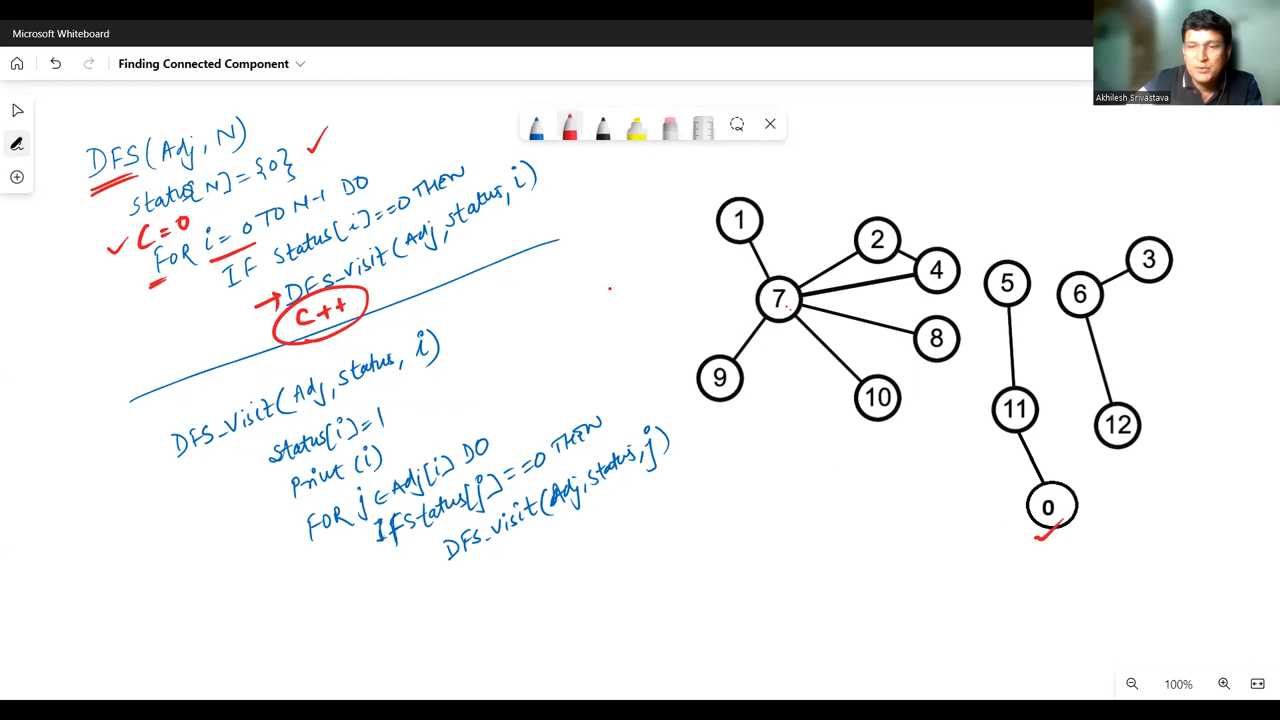 Microsoft Whiteboard
Finding Connected Component
Akhilesh Srivastava
DFS(Adj, N)
status[N]={0}
C=0
FOR i=0 TO N-1 DO
IF status[i]==0 THEN
DFS_visit(Adj, status, i)
C++
DFS_visit(Adj, status, i)
status[i]=1
print (i)
FOR j ∈ Adj[i] DO
IF status[j]==0 THEN
DFS_visit(Adj, status, j)
1
2
4
7
8
9
10
5
11
0
3
6
12
100%